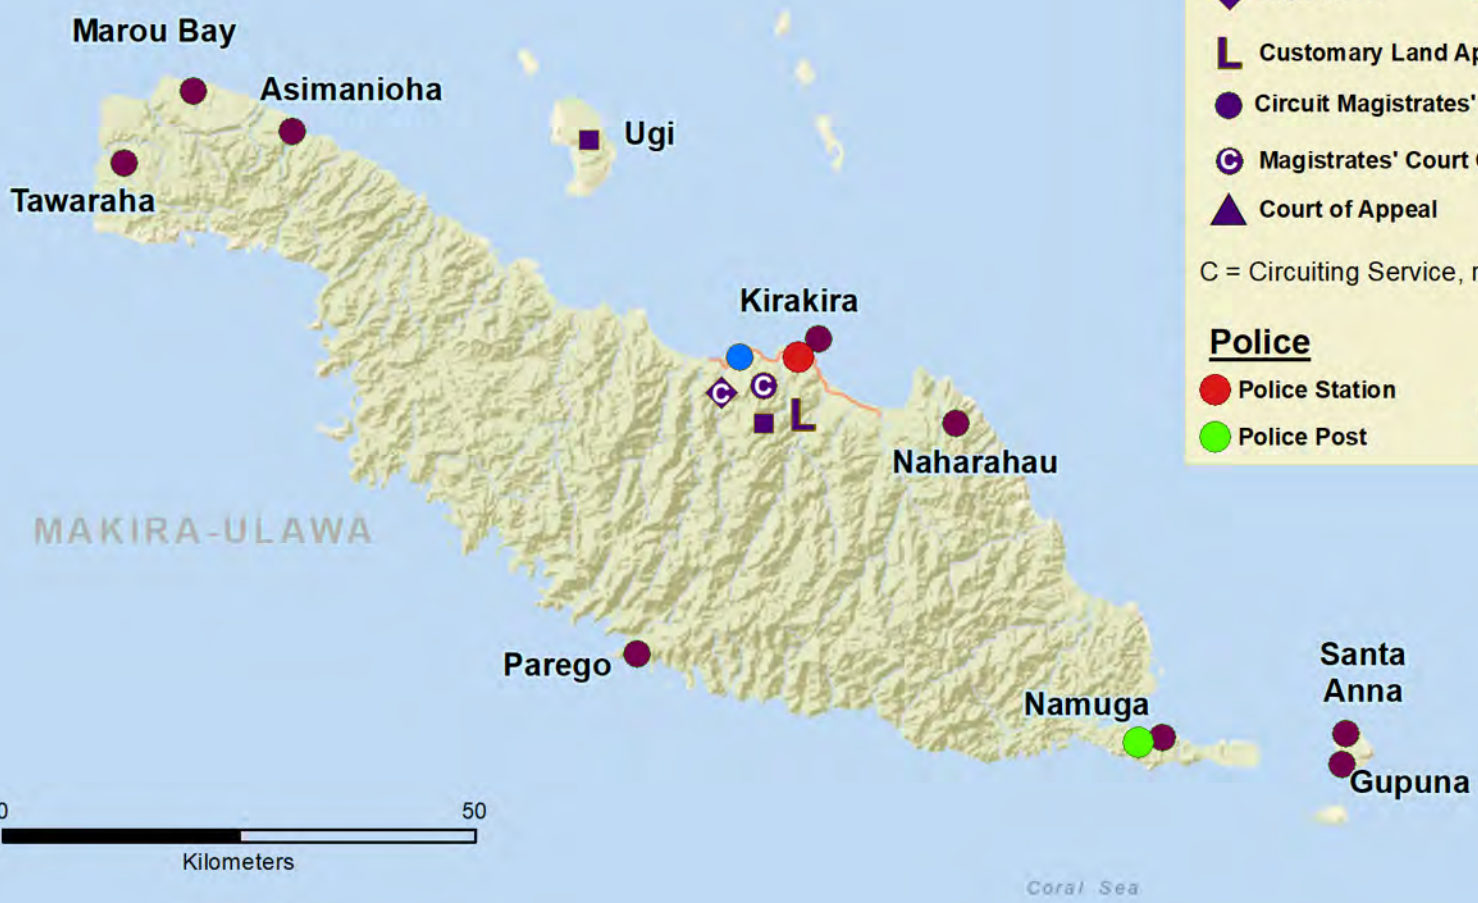 Marou Bay
Asimanioha
Tawaraha
Ugi
Kirakira
C
C
L
Naharahau
MAKIRA-ULAWA
Parego
Namuga
Santa
Anna
Gupuna
0 50
Kilometers
Coral Sea
L Customary Land
Circuit Magistrates'
C Magistrates' Court
Court of Appeal
C = Circuiting Service,
Police
Police Station
Police Post